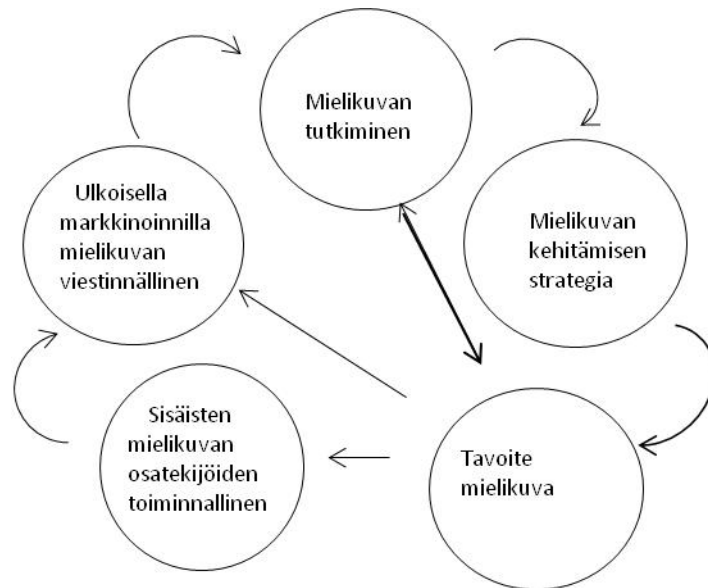 Mielikuvan
tutkiminen
Mielikuvan
kehitämisen
strategia
Tavoite
mielikuva
Sisäisten
mielikuvan
osatekijöiden
toiminnallinen
Ulkoisella
markkinoinnilla
mielikuvan
viestinnällinen